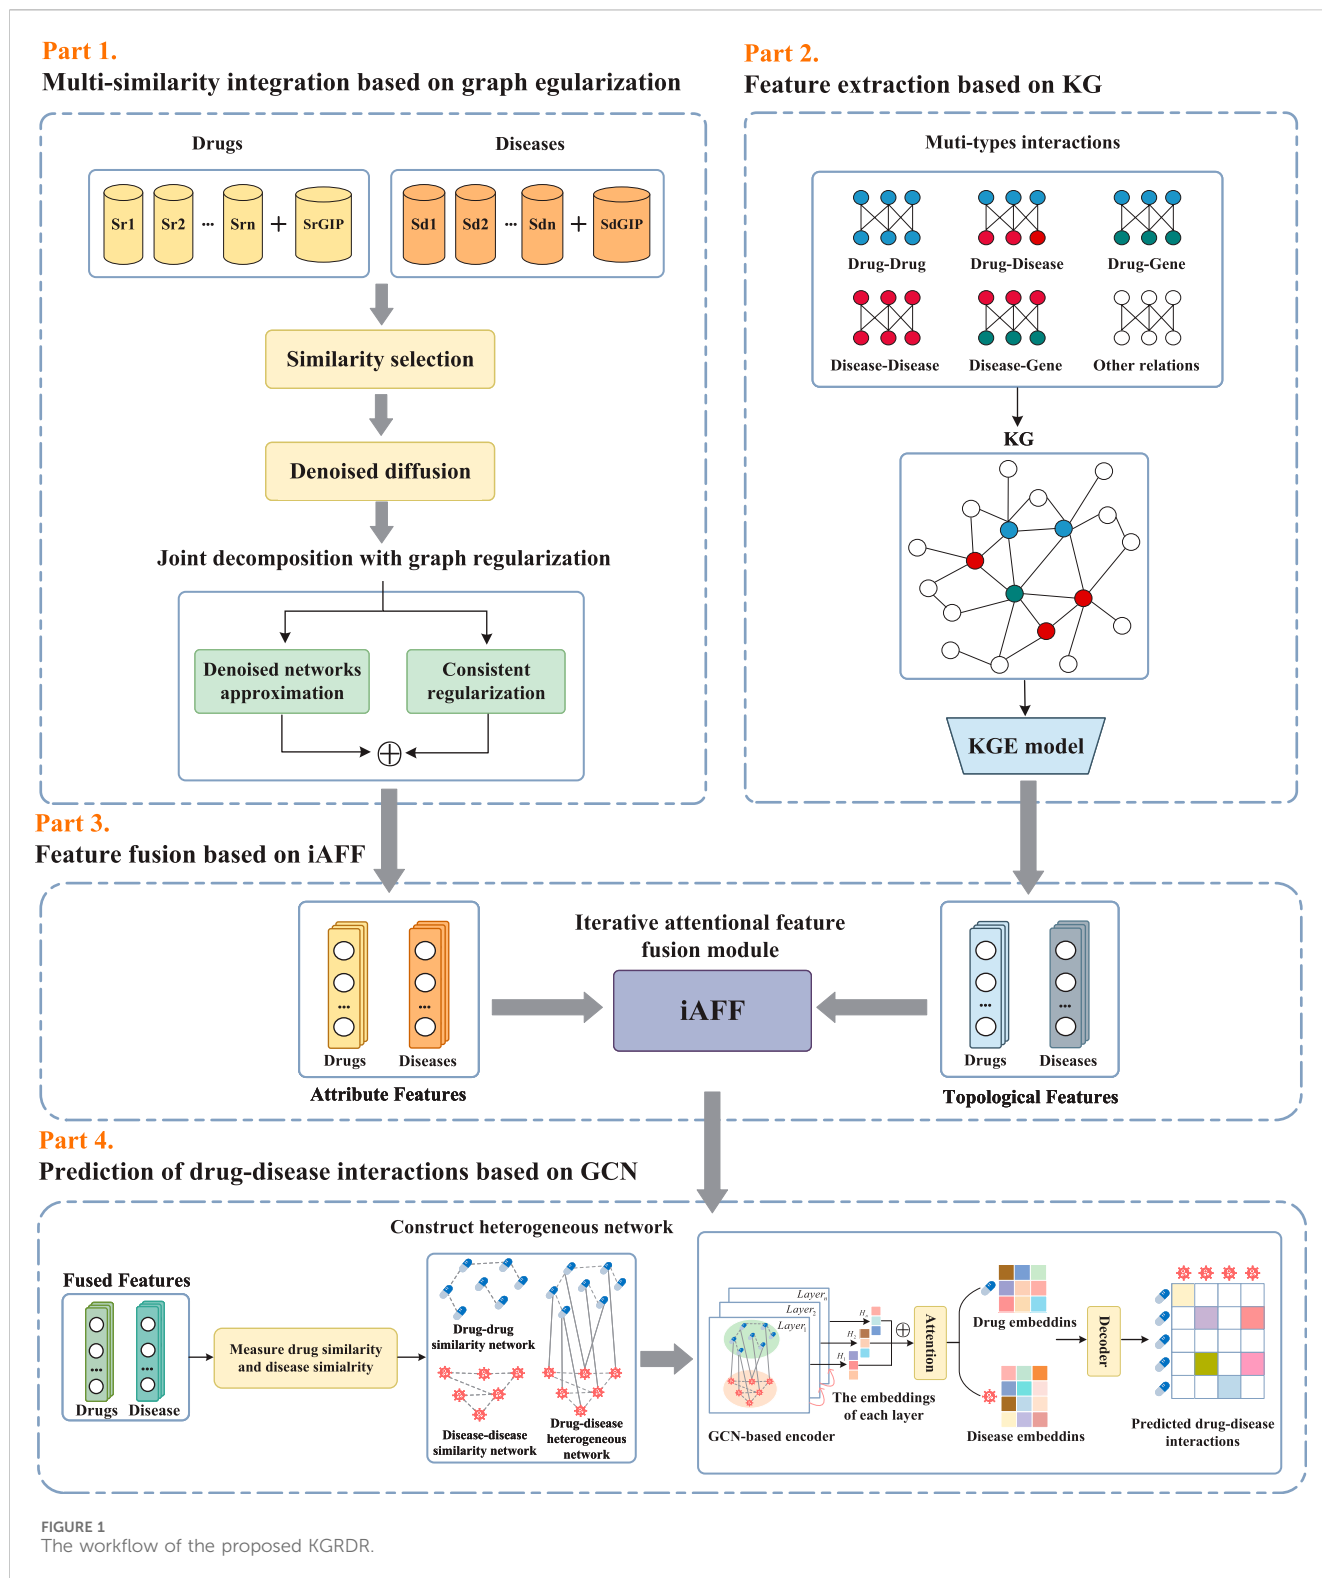 Part 1.
Multi-similarity integration based on graph egularization
Drugs
Diseases
Sr1
Sr2
...
Srn
+
SrGIP
Sd1
Sd2
...
Sdn
+
SdGIP
Similarity selection
Denoised diffusion
Joint decomposition with graph regularization
Denoised networks
approximation
Consistent
regularization
Part 2.
Feature extraction based on KG
Muti-types interactions
Drug-Drug
Drug-Disease
Drug-Gene
Disease-Disease
Disease-Gene
Other relations
KG
KGE model
Part 3.
Feature fusion based on iAFF
...
Drugs
...
Diseases
Attribute Features
Iterative attentional feature
fusion module
iAFF
...
Drugs
...
Diseases
Topological Features
Part 4.
Prediction of drug-disease interactions based on GCN
Fused Features
...
Drugs
...
Disease
Measure drug similarity
and disease simialrity
Construct heterogeneous network
Drug-drug
similarity network
Disease-disease
similarity network
Drug-disease
heterogeneous
network
Layern
Layer2
Layer1
GCN-based encoder
Hn
H2
H1
The embeddings
of each layer
Attention
Drug embeddins
Disease embeddins
Decoder
Predicted drug-disease
interactions
FIGURE 1
The workflow of the proposed KGRDR.